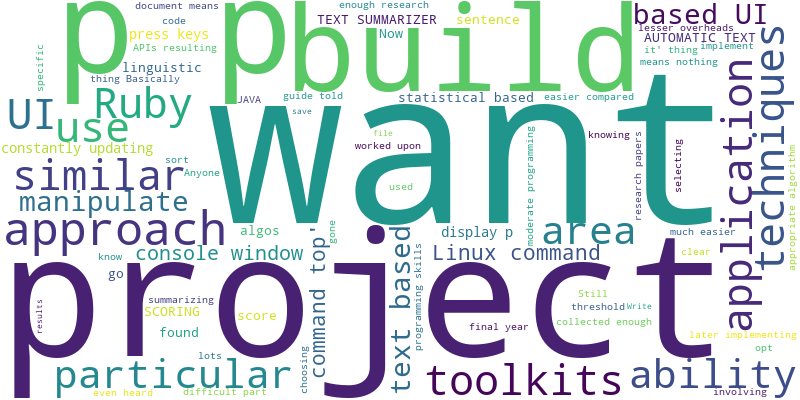 p p
build
want
project
document means
code
press keys
APIs resulting
thing Basically
specific
linguistic
enough research
TEXT SUMMARIZER
sentence
Now
based UI
lesser overheads
AUTOMATIC TEXT
it' thing
implement
means nothing
UI
use
Ruby
JAVA
guide told
save
statistical based
easier compared
file
constantly updating
sort
Anyone
worked upon
knowing
similar
manipulate
used
moderate programming
research papers
selecting
application
techniques
appropriate algorithm
approach
algos
gone
display p
area
much easier
console window
Linux command
clear
know
go
command top'
text based
programming skills
Still
summarizing
SCORING
score
threshold
Write
collected enough
results
found
final year
later implementing
opt
particular
lots
choosing
toolkits
ability
even heard
difficult part
involving